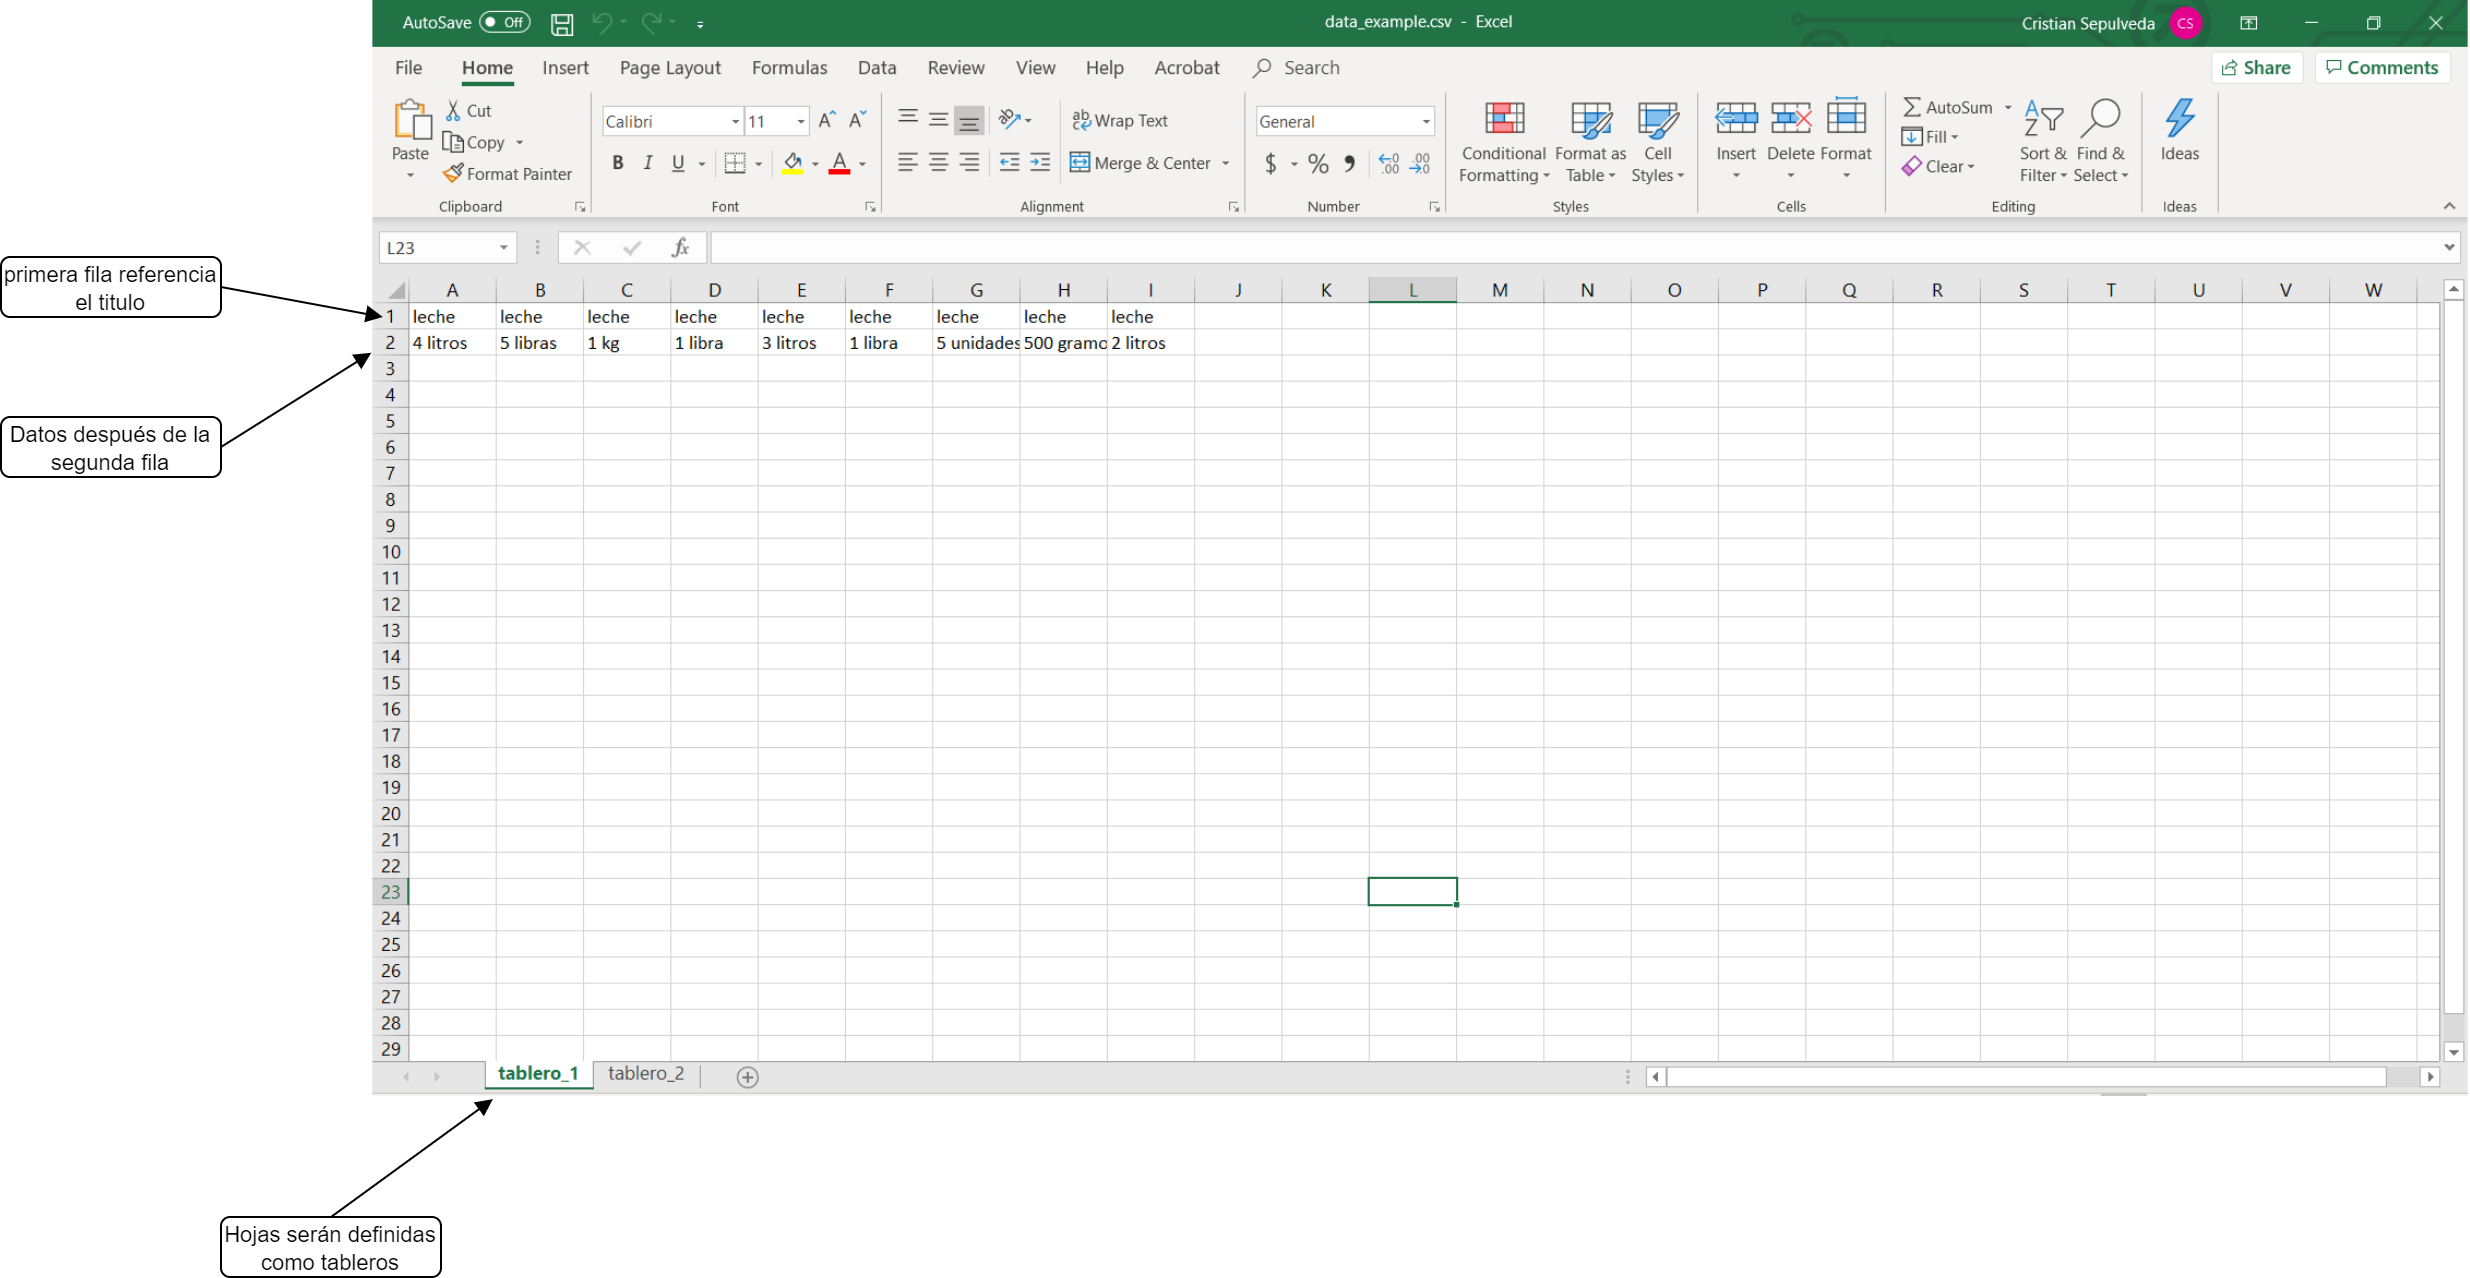 AutoSave Off
data_example.csv - Excel
Cristian Sepulveda CS
File Home Insert Page Layout Formulas Data Review View Help Acrobat Search
Share Comments
Paste
Cut
Copy
Format Painter
Clipboard
Calibri 11
B I U A
Font
ab Wrap Text
Merge & Center
Alignment
General
$ % , .00 .00
Number
Conditional Formatting
Format as Table
Cell Styles
Styles
Insert Delete Format
Cells
AutoSum
Fill
Clear
Sort & Filter
Find & Select
Editing
Ideas
Ideas
L23 fx
primera fila referencia
el titulo
A B C D E F G H I J K L M N O P Q R S T U V W
1 leche leche leche leche leche leche leche leche leche
2 4 litros 5 libras 1 kg 1 libra 3 litros 1 libra 5 unidades 500 gramo 2 litros
3
4
Datos después de la
segunda fila
5
6
7
8
9
10
11
12
13
14
15
16
17
18
19
20
21
22
23
24
25
26
27
28
29
tablero_1 tablero_2
Hojas serán definidas
como tableros